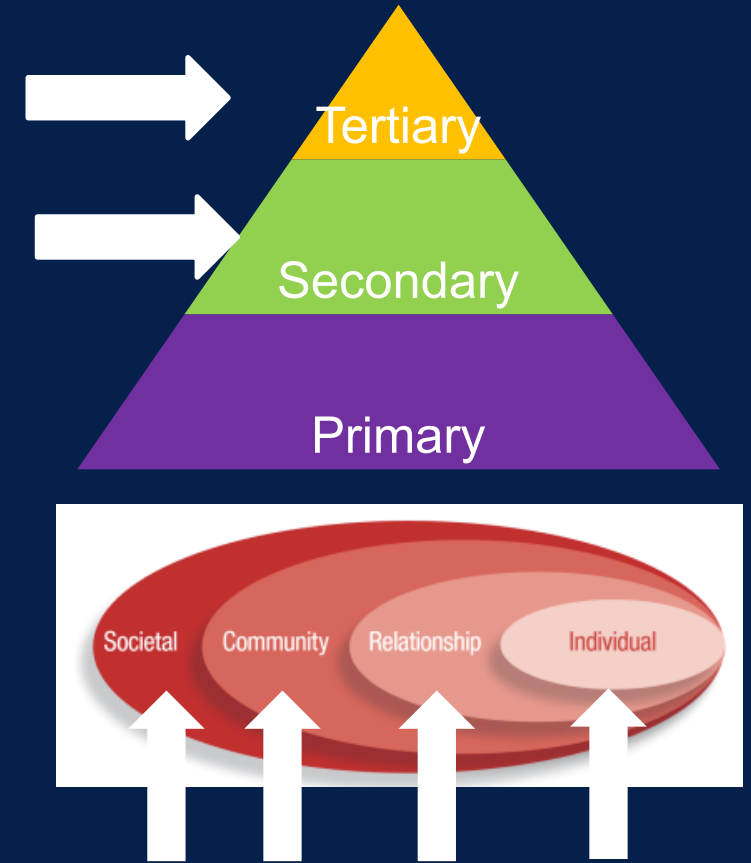 Tertiary
Secondary
Primary
Societal Community Relationship Individual